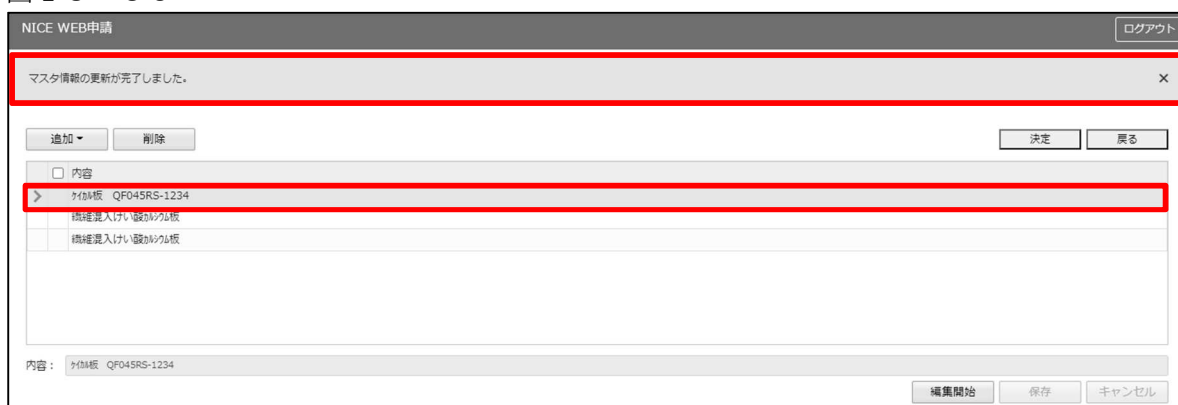 NICE WEB申請
ログアウト
マスタ情報の更新が完了しました。
×
追加
削除
決定
戻る
内容
ｹｲｶﾙ板 QF045RS-1234
繊維混入けい酸ｶﾙｼｳﾑ板
繊維混入けい酸ｶﾙｼｳﾑ板
内容： ｹｲｶﾙ板 QF045RS-1234
編集開始
保存
キャンセル